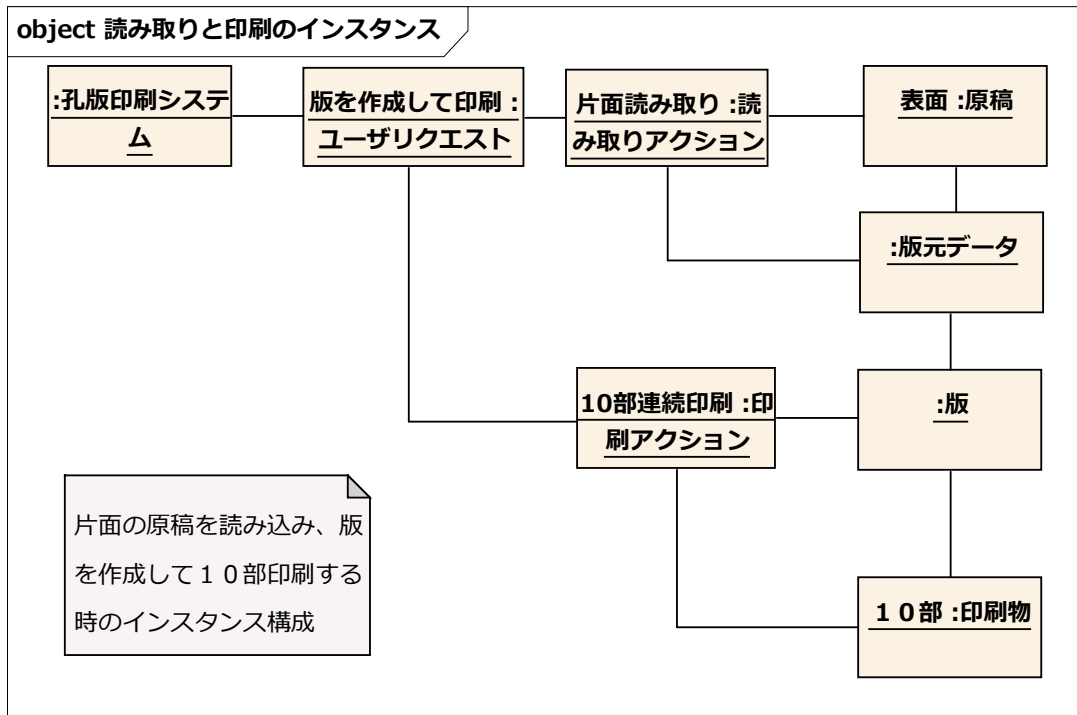 object 読み取りと印刷のインスタンス
:孔版印刷システ
ム
版を作成して印刷 :
ユーザリクエスト
片面読み取り :読
み取りアクション
表面 :原稿
:版元データ
10部連続印刷 :印
刷アクション
:版
片面の原稿を読み込み、版
を作成して１０部印刷する
時のインスタンス構成
１０部 :印刷物